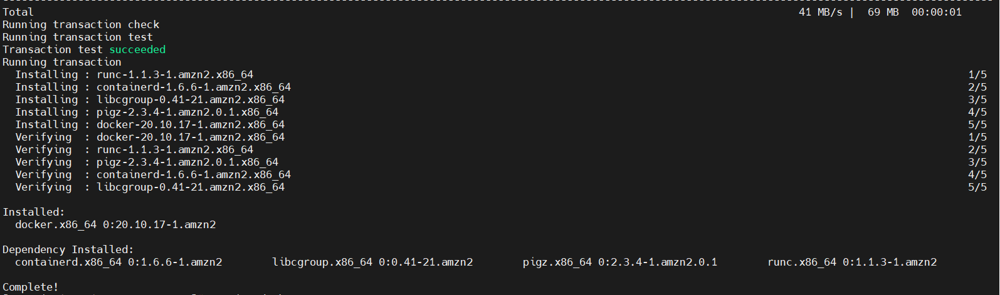 Total 41 MB/s | 69 MB 00:00:01
Running transaction check
Running transaction test
Transaction test succeeded
Running transaction
Installing : runc-1.1.3-1.amzn2.x86_64 1/5
Installing : containerd-1.6.6-1.amzn2.x86_64 2/5
Installing : libcgroup-0.41-21.amzn2.x86_64 3/5
Installing : pigz-2.3.4-1.amzn2.0.1.x86_64 4/5
Installing : docker-20.10.17-1.amzn2.x86_64 5/5
Verifying : docker-20.10.17-1.amzn2.x86_64 1/5
Verifying : runc-1.1.3-1.amzn2.x86_64 2/5
Verifying : pigz-2.3.4-1.amzn2.0.1.x86_64 3/5
Verifying : containerd-1.6.6-1.amzn2.x86_64 4/5
Verifying : libcgroup-0.41-21.amzn2.x86_64 5/5
Installed:
docker.x86_64 0:20.10.17-1.amzn2
Dependency Installed:
containerd.x86_64 0:1.6.6-1.amzn2 libcgroup.x86_64 0:0.41-21.amzn2 pigz.x86_64 0:2.3.4-1.amzn2.0.1 runc.x86_64 0:1.1.3-1.amzn2
Complete!